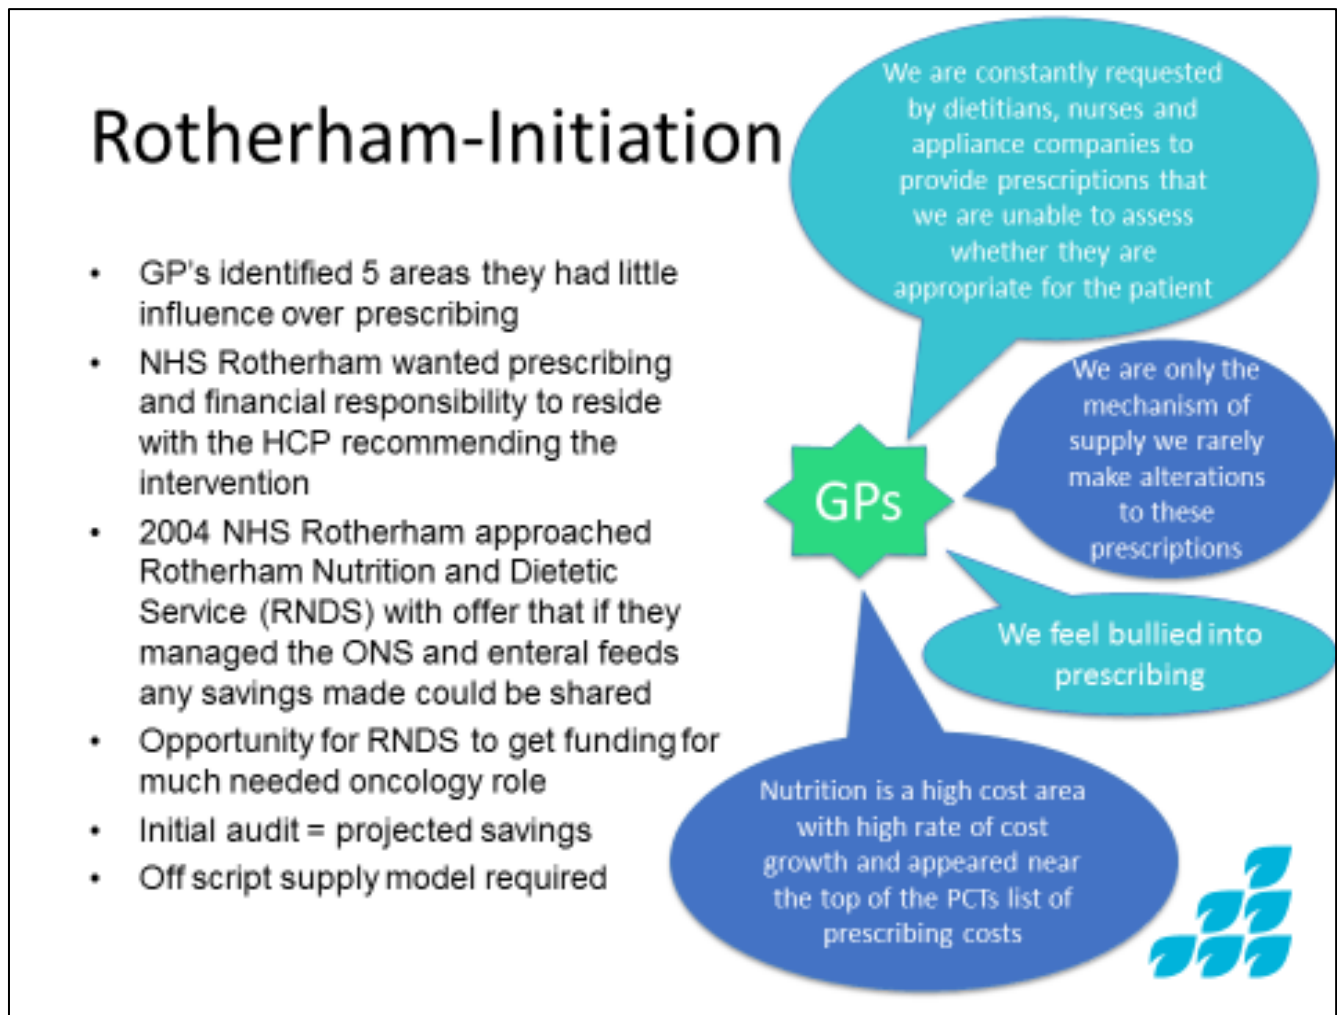 Rotherham-Initiation
• GP's identified 5 areas they had little
influence over prescribing
• NHS Rotherham wanted prescribing
and financial responsibility to reside
with the HCP recommending the
intervention
• 2004 NHS Rotherham approached
Rotherham Nutrition and Dietetic
Service (RNDS) with offer that if they
managed the ONS and enteral feeds
any savings made could be shared
• Opportunity for RNDS to get funding for
much needed oncology role
• Initial audit = projected savings
• Off script supply model required
We are constantly requested
by dietitians, nurses and
appliance companies to
provide prescriptions that
we are unable to assess
whether they are
appropriate for the patient
We are only the
mechanism of
supply we rarely
make alterations
to these
prescriptions
GPs
We feel bullied into
prescribing
Nutrition is a high cost area
with high rate of cost
growth and appeared near
the top of the PCTs list of
prescribing costs